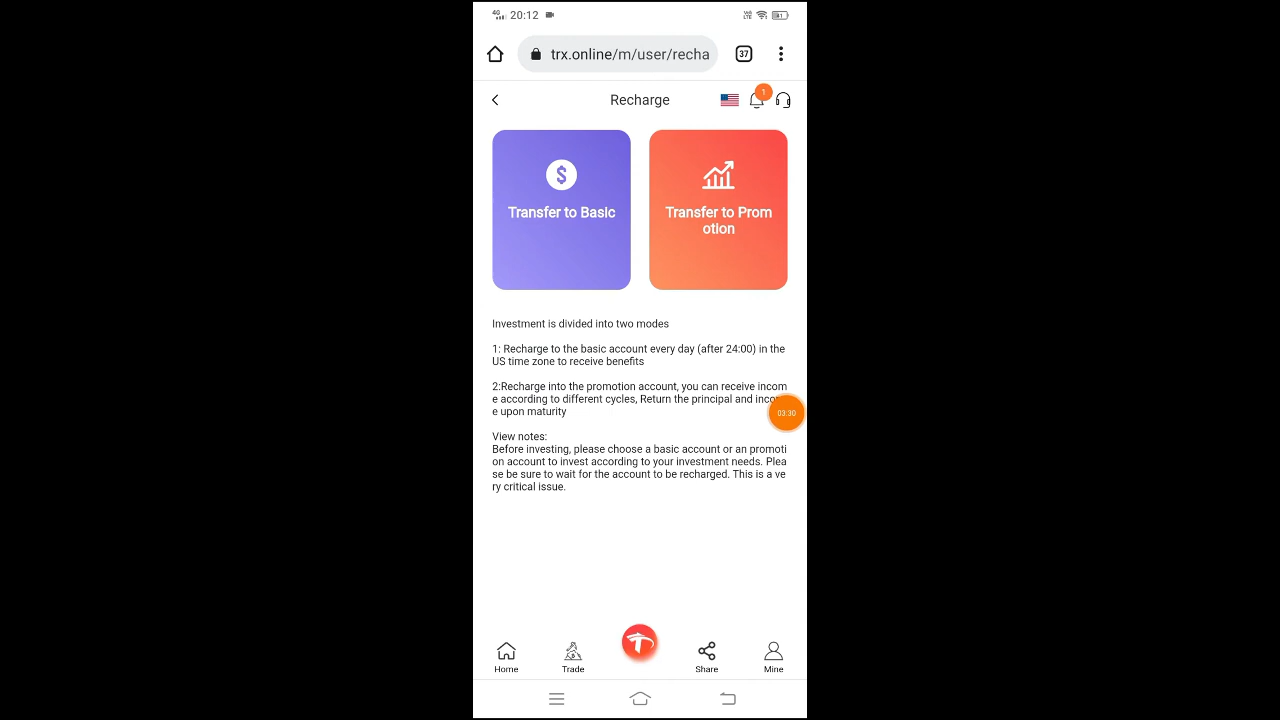 4G 20:12 Vo) LTE 81
trx.online/m/user/recha 37
Recharge 1
Transfer to Basic
Transfer to Prom
otion
Investment is divided into two modes
1: Recharge to the basic account every day (after 24:00) in the
US time zone to receive benefits
2:Recharge into the promotion account, you can receive incom
e according to different cycles, Return the principal and inco
e upon maturity
03:30
View notes:
Before investing, please choose a basic account or an promoti
on account to invest according to your investment needs. Plea
se be sure to wait for the account to be recharged. This is a ve
ry critical issue.
Home Trade Share Mine